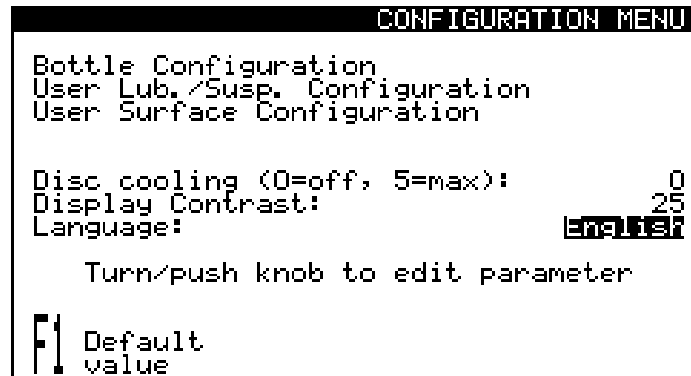 CONFIGURATION MENU
Bottle Configuration
User Lub./Susp. Configuration
User Surface Configuration
Disc cooling (0=off, 5=max): 0
Display Contrast: 25
Language: English
Turn/push knob to edit parameter
F1 Default
value